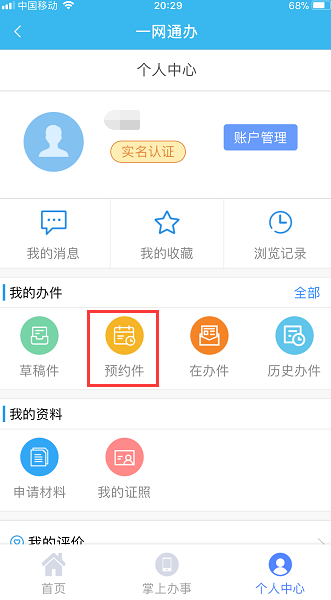 中国移动 20:29 68%
一网通办
个人中心
实名认证
账户管理
我的消息 我的收藏 浏览记录
我的办件 全部
草稿件 预约件 在办件 历史办件
我的资料
申请材料 我的证照
我的评价
首页 掌上办事 个人中心